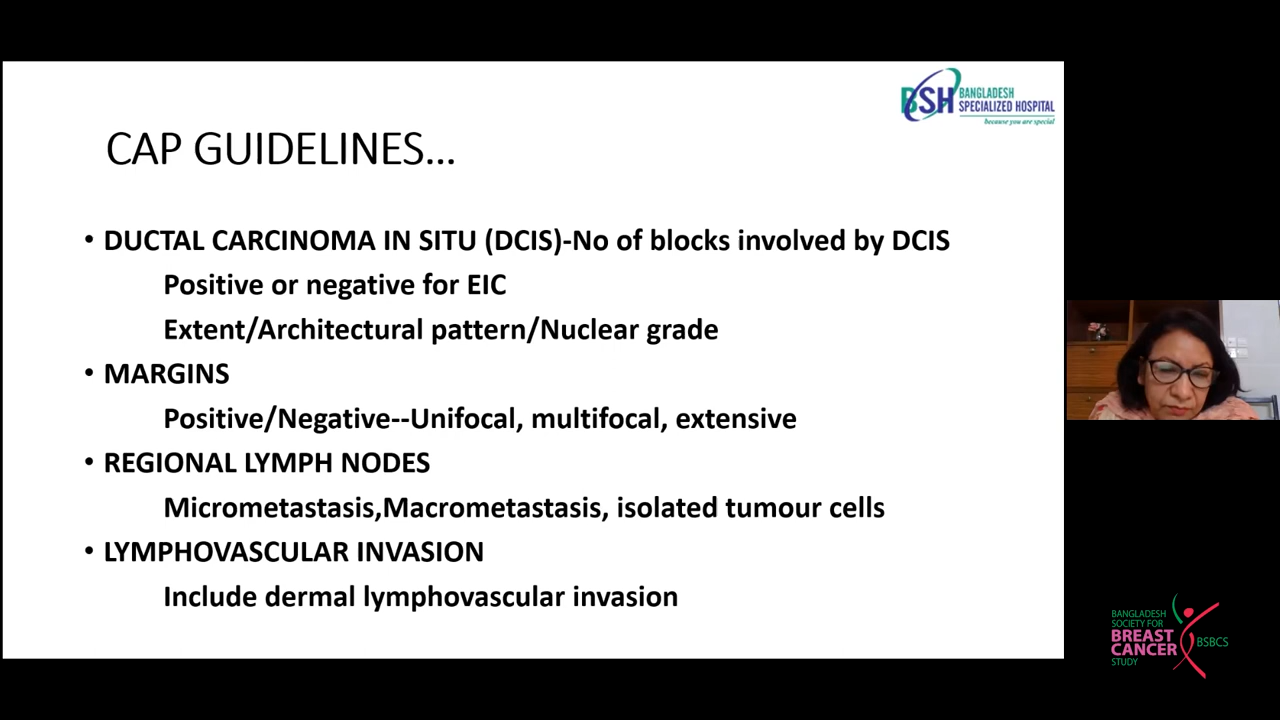 BSH BANGLADESH
SPECIALIZED HOSPITAL
because you are special
CAP GUIDELINES...
• DUCTAL CARCINOMA IN SITU (DCIS)-No of blocks involved by DCIS
Positive or negative for EIC
Extent/Architectural pattern/Nuclear grade
• MARGINS
Positive/Negative--Unifocal, multifocal, extensive
• REGIONAL LYMPH NODES
Micrometastasis,Macrometastasis, isolated tumour cells
• LYMPHOVASCULAR INVASION
Include dermal lymphovascular invasion
BANGLADESH
SOCIETY FOR
BREAST
CANCER
STUDY
BSBCS